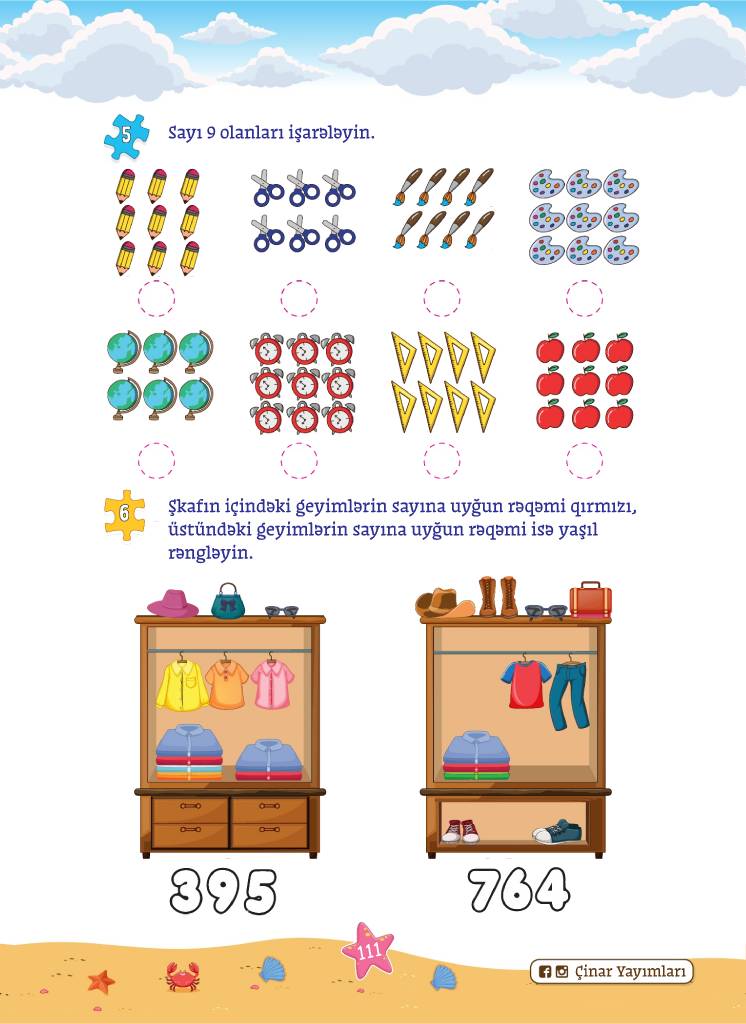 5 Sayı 9 olanları işarələyin.
6 Şkafın içindəki geyimlərin sayına uyğun rəqəmi qırmızı,
üstündəki geyimlərin sayına uyğun rəqəmi isə yaşıl
rəngləyin.
395 764
111
Çinar Yayımları